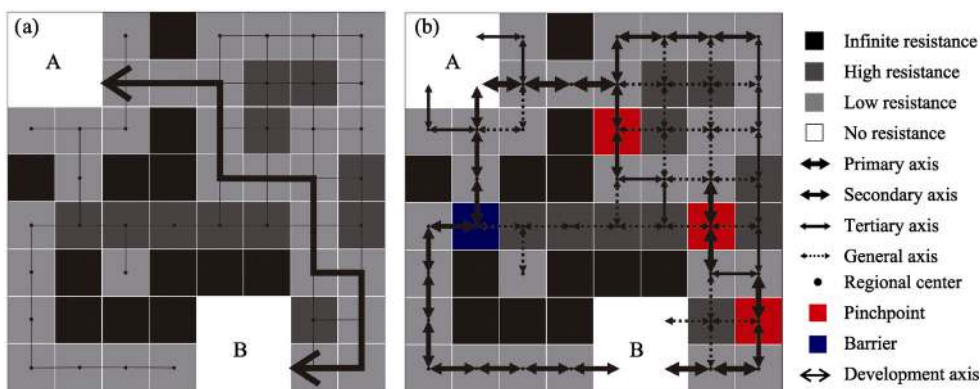 (a)
A
B
(b)
A
B
Infinite resistance
High resistance
Low resistance
No resistance
Primary axis
Secondary axis
Tertiary axis
General axis
Regional center
Pinchpoint
Barrier
Development axis